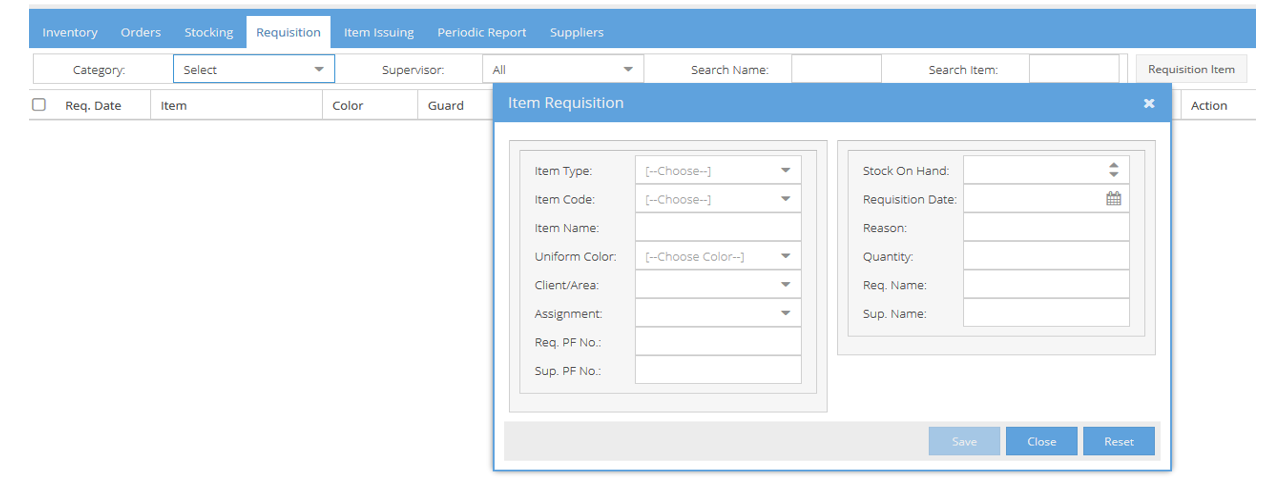 Inventory Orders Stocking Requisition Item Issuing Periodic Report Suppliers
Category: Select Supervisor: All Search Name: Search Item: Requisition Item
Req. Date Item Color Guard Action
Item Requisition
Item Type: [--Choose--]
Item Code: [--Choose--]
Item Name:
Uniform Color: [--Choose Color--]
Client/Area:
Assignment:
Req. PF No.:
Sup. PF No.:
Stock On Hand:
Requisition Date:
Reason:
Quantity:
Req. Name:
Sup. Name:
Save Close Reset